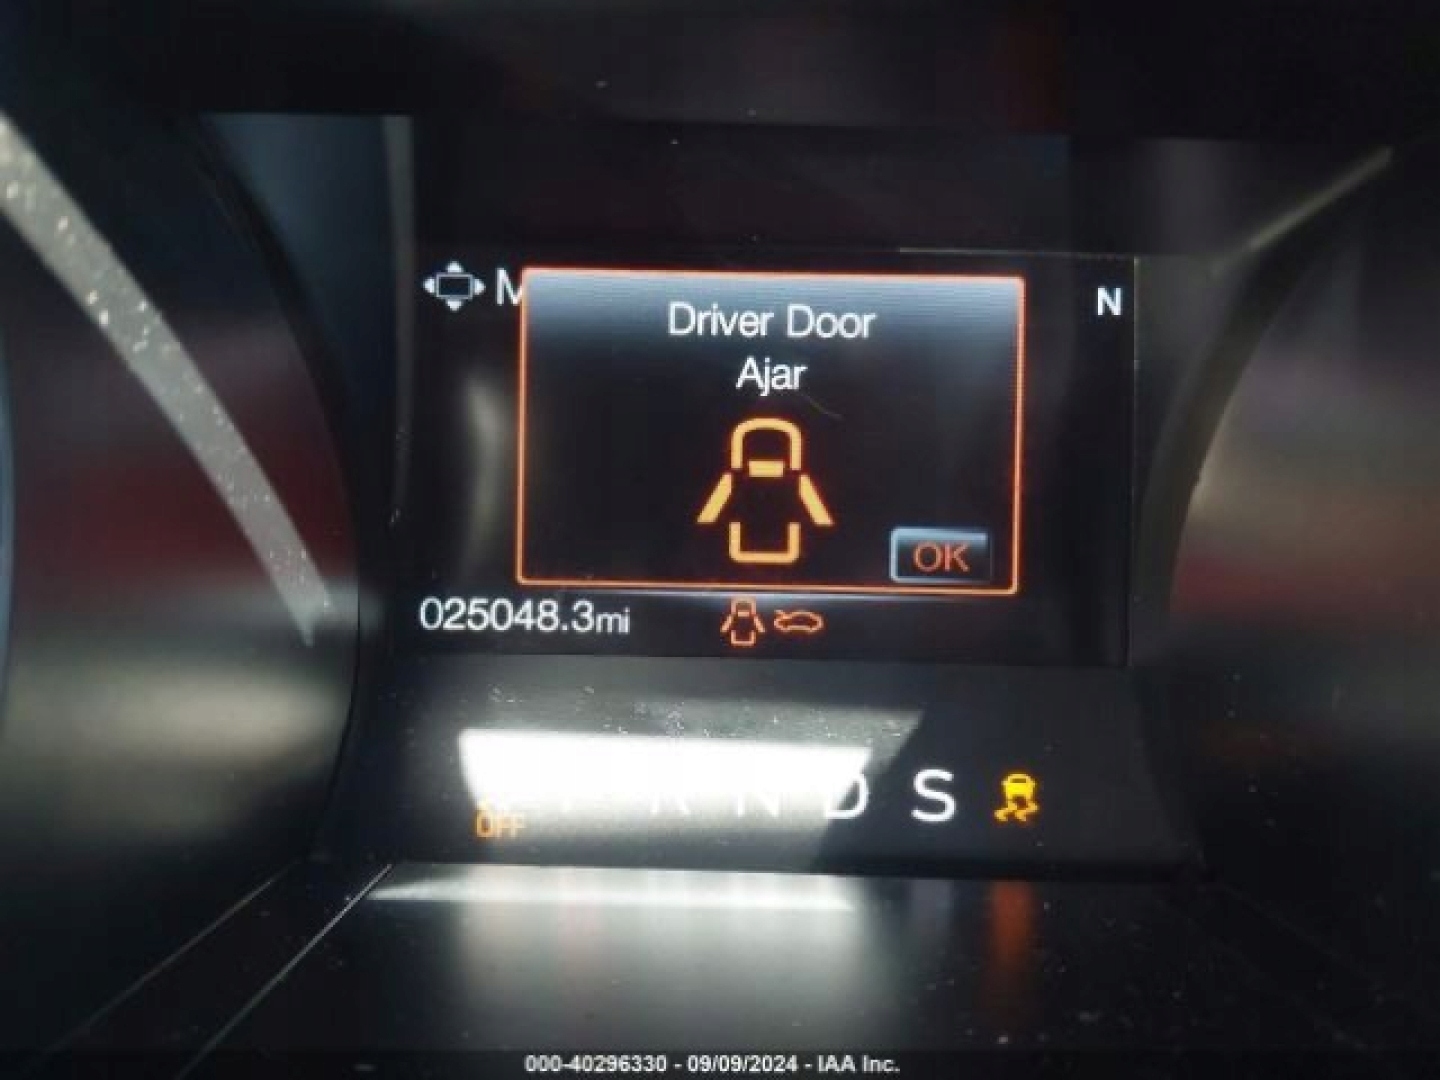 M
N
Driver Door
Ajar
OK
025048.3mi
R N D S
OFF
000-40296330 - 09/09/2024 - IAA Inc.